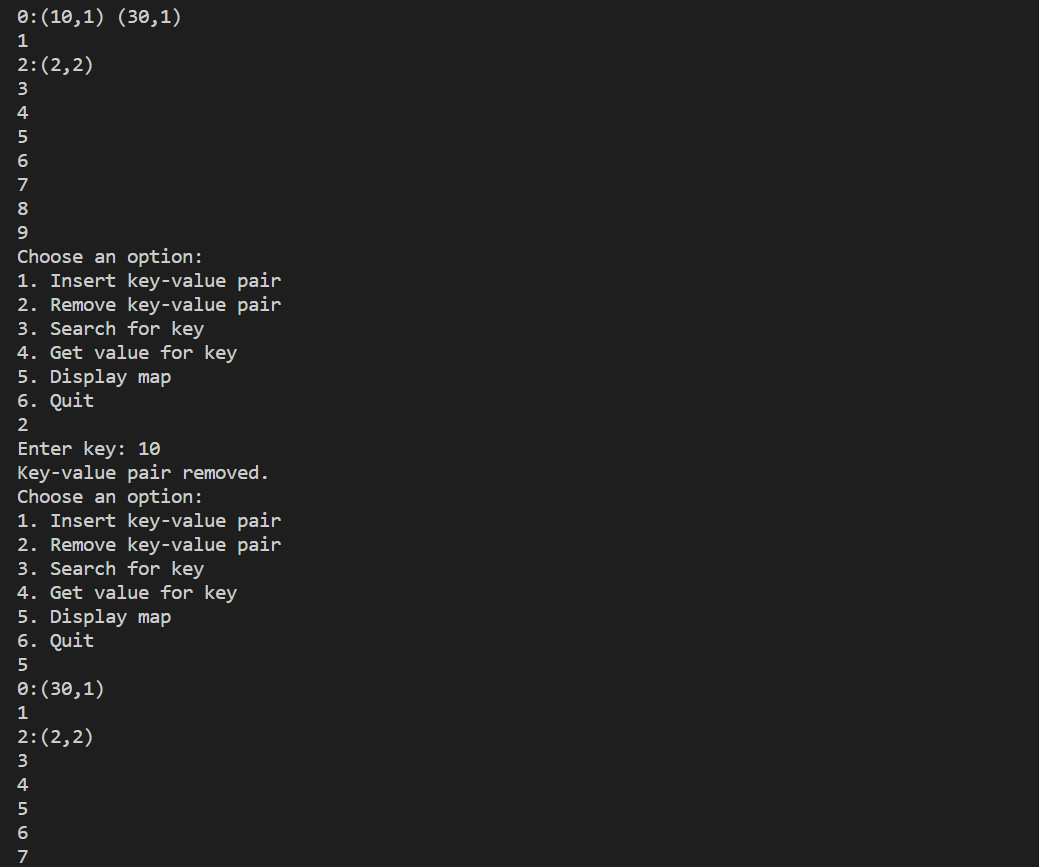 0:(10,1) (30,1)
1
2:(2,2)
3
4
5
6
7
8
9
Choose an option:
1. Insert key-value pair
2. Remove key-value pair
3. Search for key
4. Get value for key
5. Display map
6. Quit
2
Enter key: 10
Key-value pair removed.
Choose an option:
1. Insert key-value pair
2. Remove key-value pair
3. Search for key
4. Get value for key
5. Display map
6. Quit
5
0:(30,1)
1
2:(2,2)
3
4
5
6
7